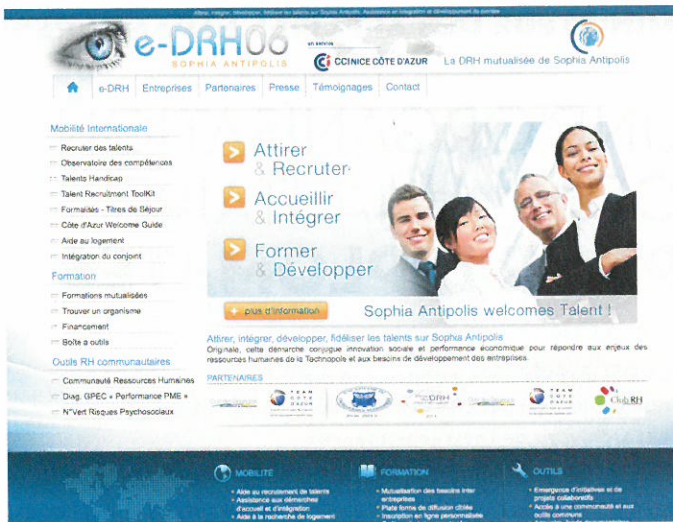 Attirer, intégrer, développer, fidéliser les talents sur Sophia Antipolis, Assistance en intégration et développement du
e-DRH06
SOPHIA ANTIPOLIS
CCI NICE CÔTE D'AZUR
La DRH mutualisée de Sophia Antipolis
e-DRH
Entreprises
Partenaires
Presse
Témoignages
Contact
Mobilité Internationale
Recruter des talents
Observatoire des compétences
Talents Handicap
Talent Recruitment ToolKit
Formalités - Titres de Séjour
Côte d'Azur Welcome Guide
Aide au logement
Intégration du conjoint
Formation
Formations mutualisées
Trouver un organisme
Financement
Boîte a outils
Outils RH communautaires
Communauté Ressources Humaines
Diag. GPEC « Performance PME »
N°Vert Risques Psychosociaux
Attirer
& Recruter
Accueillir
& Intégrer
Former
& Développer
+ plus d'information
Sophia Antipolis welcomes Talent !
Attirer, intégrer, développer, fidéliser les talents sur Sophia Antipolis
Originale, cette démarche conjugue innovation sociale et performance économique pour répondre aux enjeux des
ressources humaines de la Technopole et aux besoins de développement des entreprises.
PARTENAIRES
TEAM
CÔTE
D'AZUR
DRH
TEAM
CÔTE
D'AZUR
Club RH
MOBILITE
• Aide au recrutement de talents
• Assistance aux démarches
d'accueil et d'intégration
• Aide à la recherche de logement
FORMATION
• Mutualisation des besoins inter
entreprises
• Plate forme de diffusion ciblée
• Inscription en ligne personnalisée
OUTILS
• Emergence d'initiatives et de
projets collaboratifs
• Accès à une communauté et aux
outils communs